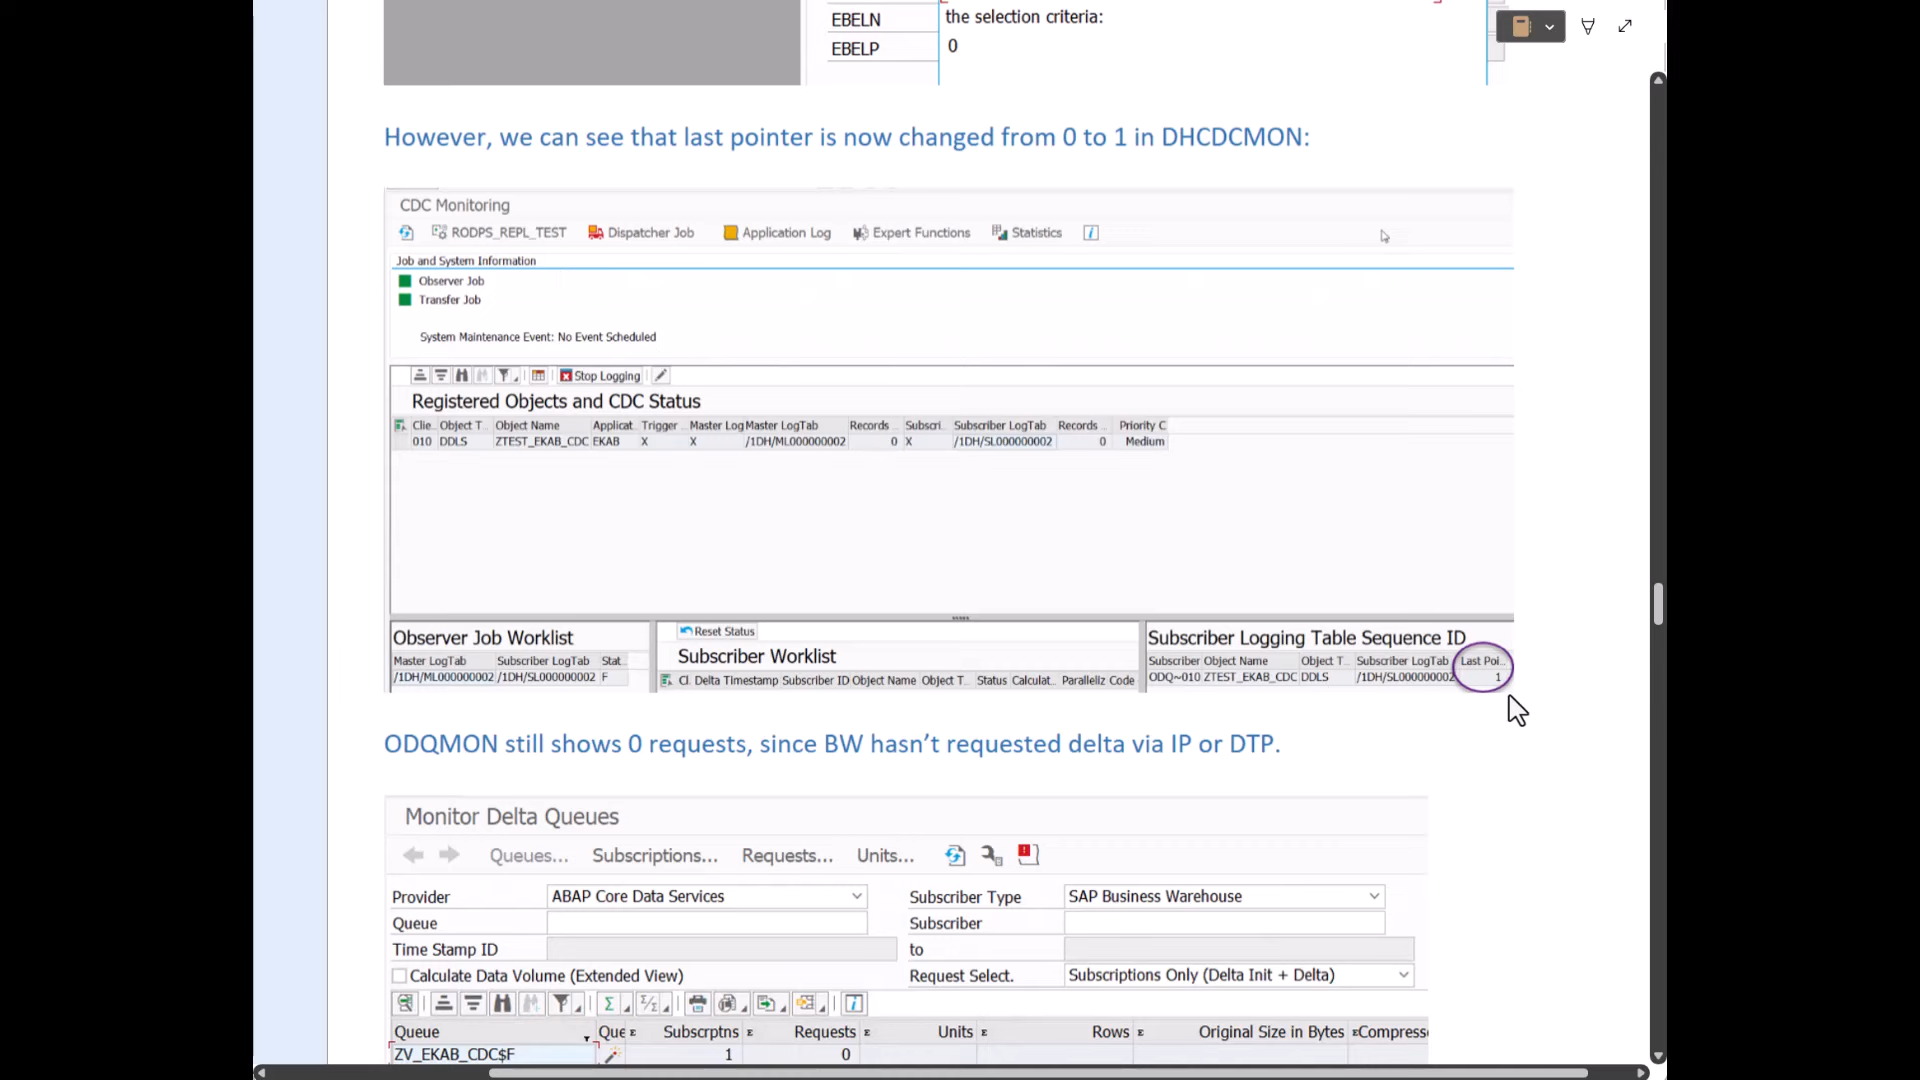 EBELN
the selection criteria:
EBELP
0
However, we can see that last pointer is now changed from 0 to 1 in DHCDCMON:
CDC Monitoring
RODPS_REPL_TEST Dispatcher Job Application Log Expert Functions Statistics
Job and System Information
Observer Job
Transfer Job
System Maintenance Event: No Event Scheduled
Stop Logging
Registered Objects and CDC Status
Clie.. Object T.. Object Name Applicat.. Trigger .. Master Log Master LogTab Records .. Subscri.. Subscriber LogTab Records .. Priority C
010 DDLS ZTEST_EKAB_CDC EKAB X X /1DH/ML000000002 0 X /1DH/SL000000002 0 Medium
Observer Job Worklist
Master LogTab Subscriber LogTab Stat..
/1DH/ML000000002 /1DH/SL000000002 F
Reset Status
Subscriber Worklist
Cl.. Delta Timestamp Subscriber ID Object Name Object T.. Status Calculat.. Paralleliz Code
Subscriber Logging Table Sequence ID
Subscriber Object Name Object T.. Subscriber LogTab Last Poi..
ODQ~010 ZTEST_EKAB_CDC DDLS /1DH/SL000000002 1
ODQMON still shows 0 requests, since BW hasn't requested delta via IP or DTP.
Monitor Delta Queues
Queues... Subscriptions... Requests... Units...
Provider ABAP Core Data Services Subscriber Type SAP Business Warehouse
Queue Subscriber
Time Stamp ID to
Calculate Data Volume (Extended View) Request Select. Subscriptions Only (Delta Init + Delta)
Queue Que Σ Subscrptns Σ Requests Σ Units Σ Rows Σ Original Size in Bytes Σ Compress
ZV_EKAB_CDC$F 1 0